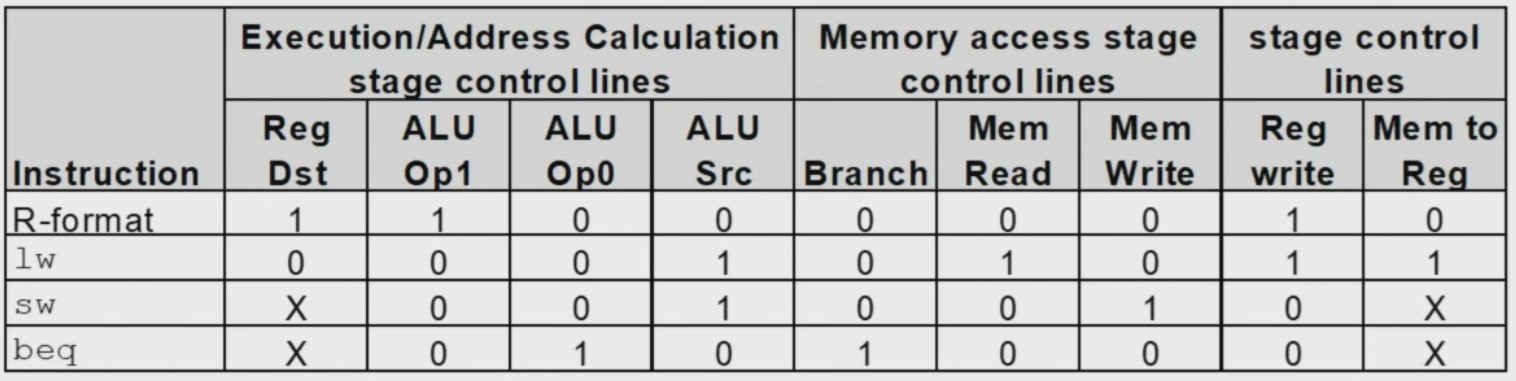 Execution/Address Calculation Memory access stage stage control
stage control lines control lines lines
Reg ALU ALU ALU Mem Mem Reg Mem to
Instruction Dst Op1 Op0 Src Branch Read Write write Reg
R-format 1 1 0 0 0 0 0 1 0
lw 0 0 0 1 0 1 0 1 1
sw X 0 0 1 0 0 1 0 X
beq X 0 1 0 1 0 0 0 X